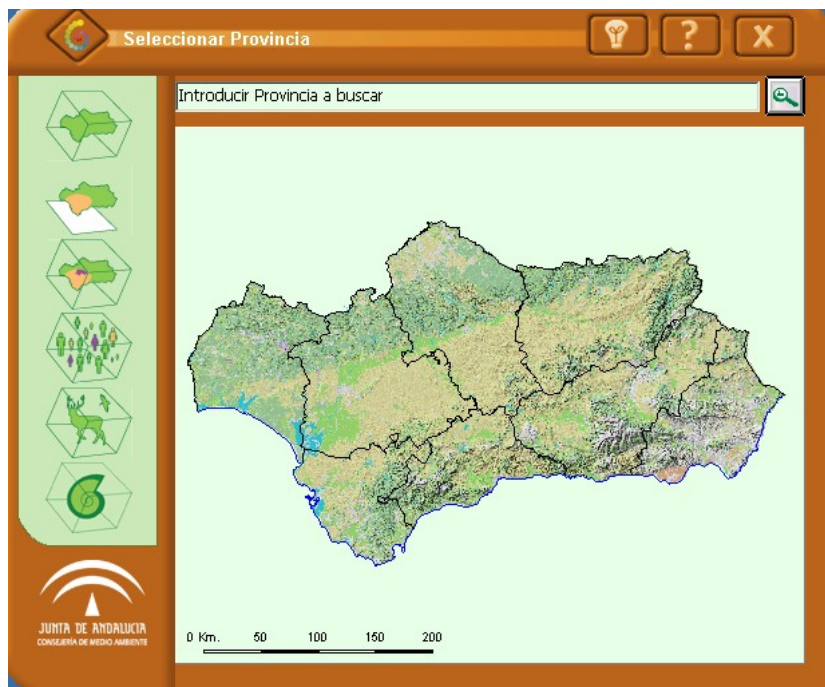 Seleccionar Provincia
?
X
Introducir Provincia a buscar
0 Km. 50 100 150 200
JUNTA DE ANDALUCIA
CONSEJERÍA DE MEDIO AMBIENTE